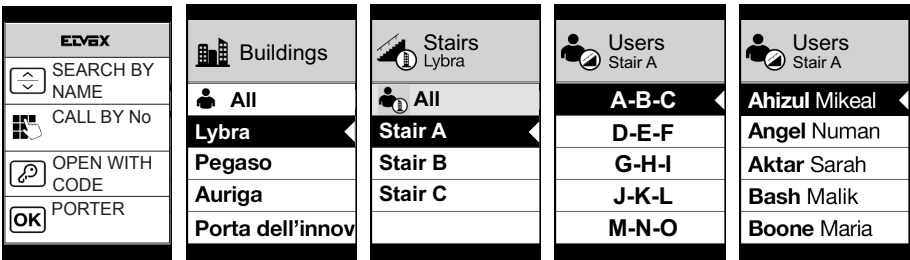 ELVOX
SEARCH BY
NAME
CALL BY No
OPEN WITH
CODE
OK
PORTER
Buildings
All
Lybra
Pegaso
Auriga
Porta dell'innov
Stairs
Lybra
All
Stair A
Stair B
Stair C
Users
Stair A
A-B-C
D-E-F
G-H-I
J-K-L
M-N-O
Users
Stair A
Ahizul Mikeal
Angel Numan
Aktar Sarah
Bash Malik
Boone Maria